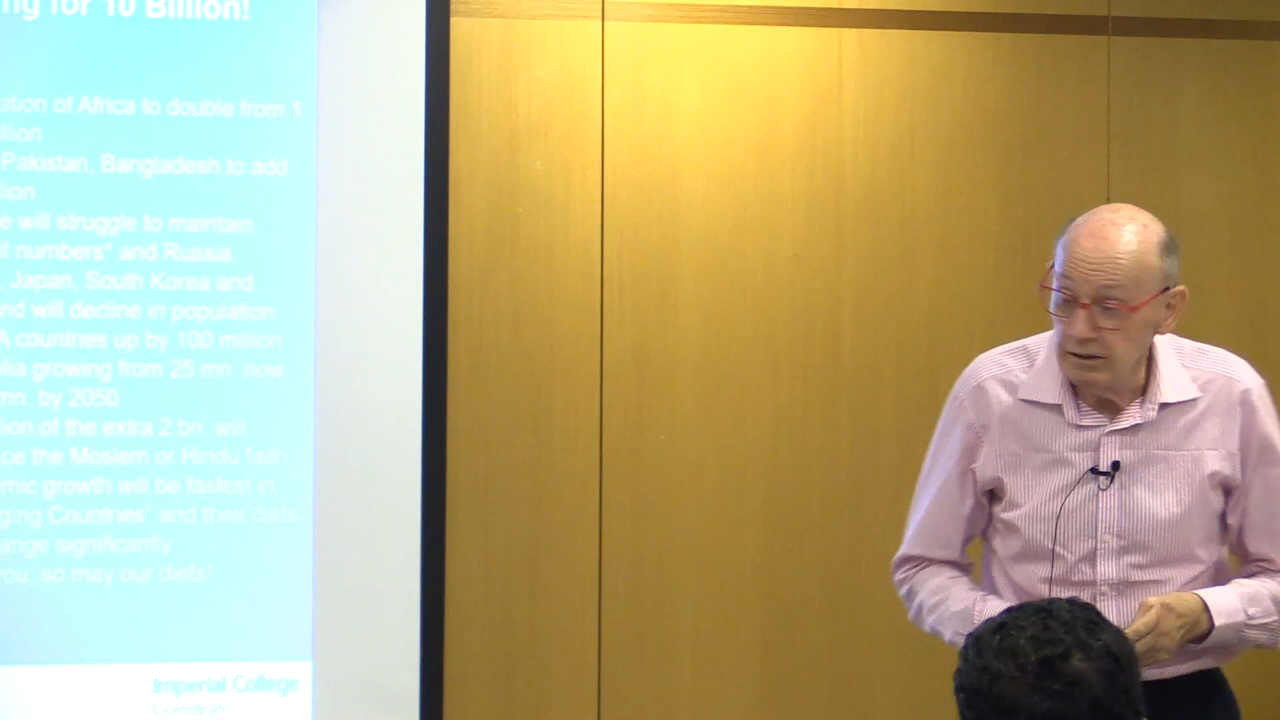 ng for 10 Billion!
ution of Africa to double from 1
illion
Pakistan, Bangladesh to add
lion
e will struggle to maintain
t numbers" and Russia,
, Japan, South Korea and
nd will decline in population
A countries up by 100 million
lia growing from 25 mn. now
mn. by 2050
tion of the extra 2 bn. will
ce the Moslem or Hindu faith
mic growth will be fastest in
ging Countries" and their diets
ange significantly
you, so may our diets!
Imperial College
London